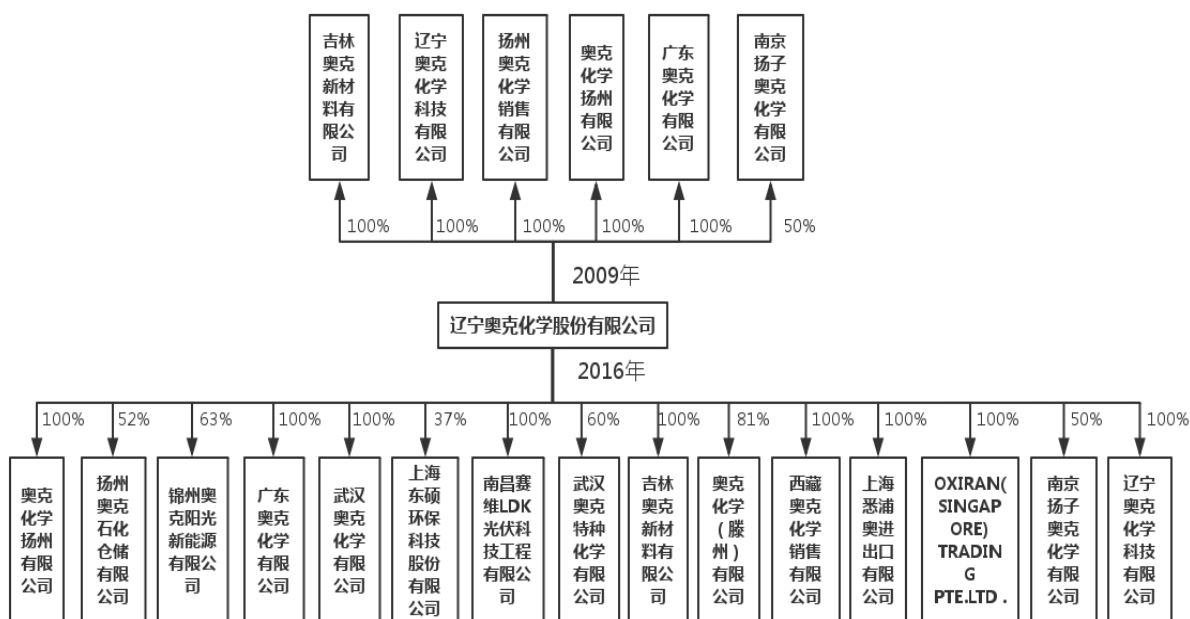 吉林
奥克
新材
料有
限公
司
辽宁
奥克
化学
科技
有限
公司
扬州
奥克
化学
销售
有限
公司
奥克
化学
扬州
有限
公司
广东
奥克
化学
有限
公司
南京
扬子
奥克
化学
有限
公司
100%
100%
100%
100%
100%
50%
2009年
辽宁奥克化学股份有限公司
2016年
100%
52%
63%
100%
100%
37%
100%
60%
100%
81%
100%
100%
100%
50%
100%
奥克
化学
扬州
有限
公司
扬州
奥克
石化
仓储
有限
公司
锦州奥
克阳光
新能源
有限公
司
广东
奥克
化学
有限
公司
武汉
奥克
化学
有限
公司
上海
东硕
环保
科技
股份
有限
公司
南昌赛
维LDK
光伏科
技工程
有限公
司
武汉
奥克
特种
化学
有限
公司
吉林
奥克
新材
料有
限公
司
奥克
化学
（滕
州）
有限
公司
西藏
奥克
化学
销售
有限
公司
上海
悉浦
奥进
出口
有限
公司
OXIRAN(
SINGAP
ORE)
TRADIN
G
PTE.LTD .
南京
扬子
奥克
化学
有限
公司
辽宁
奥克
化学
科技
有限
公司